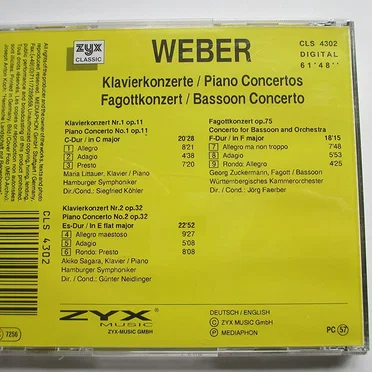 zyx
CLASSIC
WEBER
CLS 4302
DIGITAL
61'48''
Klavierkonzerte / Piano Concertos
Fagottkonzert / Bassoon Concerto
Klavierkonzert Nr.1 op.11
Piano Concerto No.1 op.11
C-Dur / in C major 20'28
1 Allegro 8'21
2 Adagio 4'38
3 Presto 7'20
Maria Littauer, Klavier / Piano
Hamburger Symphoniker
Dir./Cond.: Siegfried Köhler
Klavierkonzert Nr.2 op.32
Piano Concerto No.2 op.32
Es-Dur / in E flat major 22'52
4 Allegro maestoso 9'27
5 Adagio 5'08
6 Rondo: Presto 8'08
Akiko Sagara, Klavier / Piano
Hamburger Symphoniker
Dir. / Cond.: Günter Neidlinger
Fagottkonzert op.75
Concerto for Bassoon and Orchestra
F-Dur / in F major 18'15
7 Allegro ma non troppo 7'48
8 Adagio 5'58
9 Rondo: Allegro 4'25
Georg Zuckermann, Fagott / Bassoon
Württembergisches Kammerorchester
Dir./Cond.: Jörg Faerber
CLS 4302
7256
ZYX
MUSIC
ZYX-MUSIC GMBH
DEUTSCH / ENGLISH
© ZYX MUSIC GmbH
℗ MEDIAPHON
PC 57